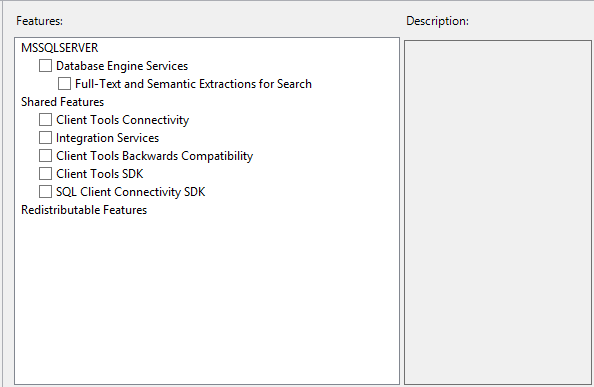 Features:
Description:
MSSQLSERVER
Database Engine Services
Full-Text and Semantic Extractions for Search
Shared Features
Client Tools Connectivity
Integration Services
Client Tools Backwards Compatibility
Client Tools SDK
SQL Client Connectivity SDK
Redistributable Features